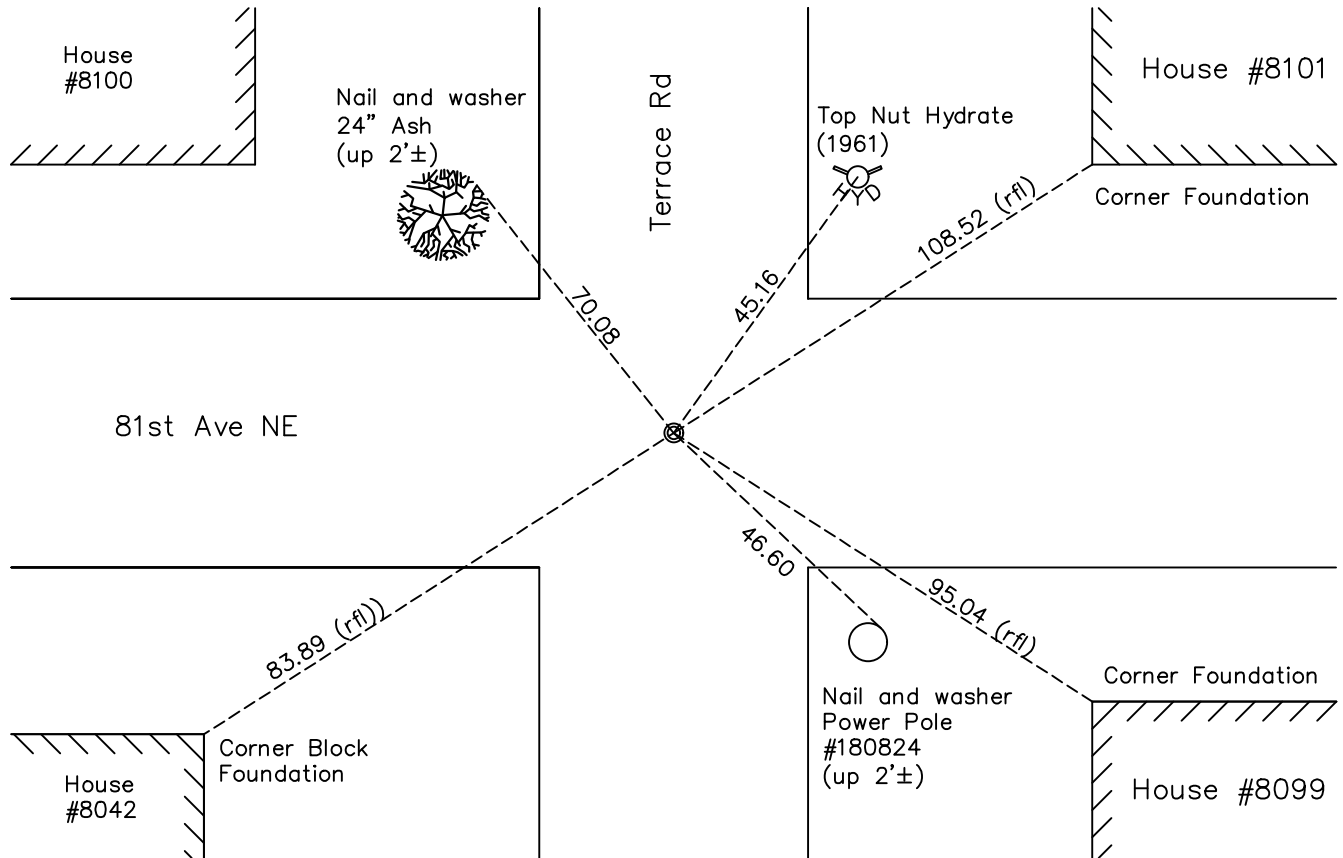 House
#8100
Nail and washer
24" Ash
(up 2'±)
Terrace Rd
Top Nut Hydrate
(1961)
HYD
House #8101
Corner Foundation
108.52 (rfl)
70.08
45.16
81st Ave NE
46.60
95.04 (rfl)
83.89 (rfl))
Corner Block
Foundation
House
#8042
Nail and washer
Power Pole
#180824
(up 2'±)
Corner Foundation
House #8099